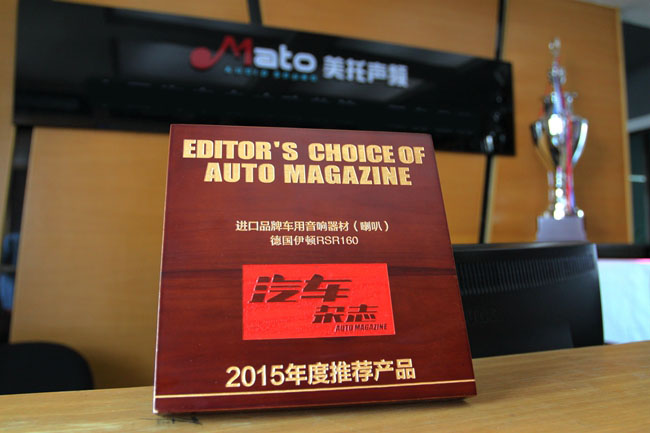 Mato 美托声频
EDITOR'S CHOICE OF
AUTO MAGAZINE
进口品牌车用音响器材（喇叭）
德国伊顿RSR160
汽车
杂志
AUTO MAGAZINE
2015年度推荐产品